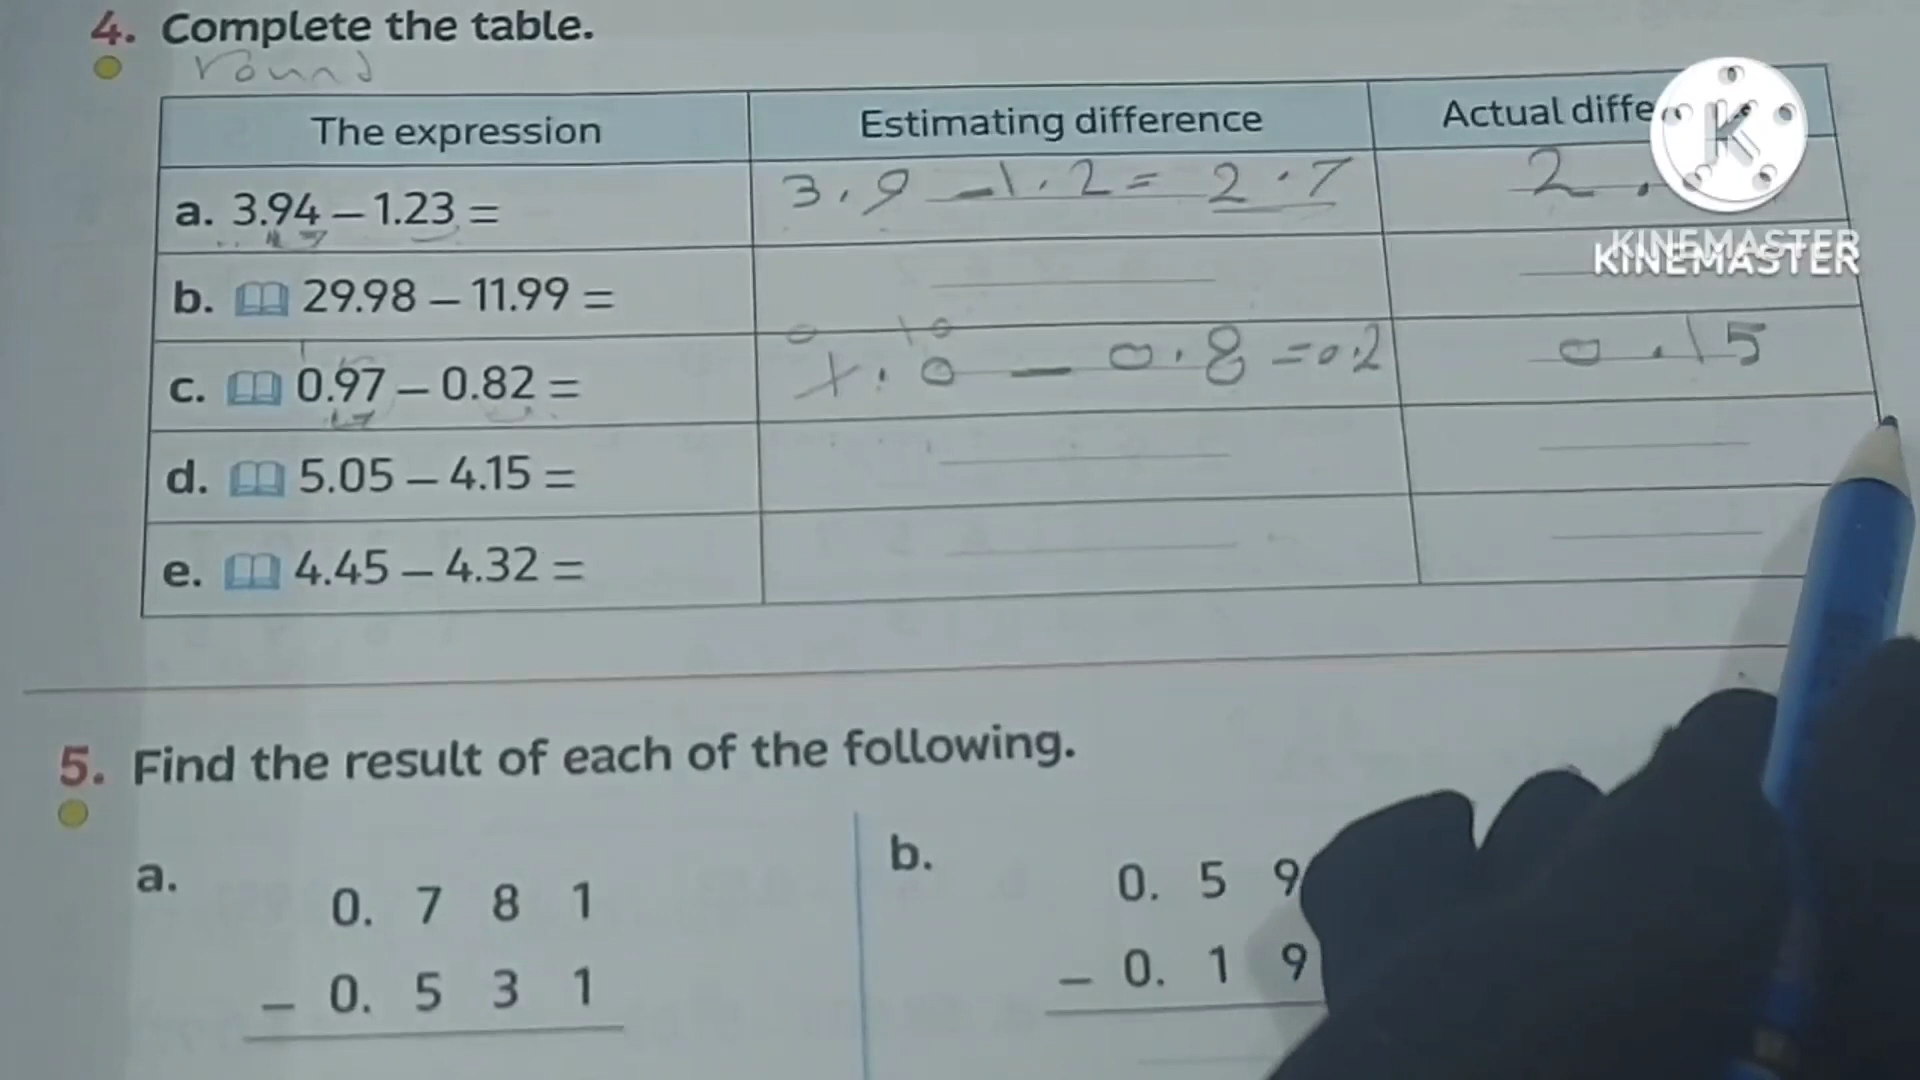 4. Complete the table.
round
The expression Estimating difference Actual diffe
a. 3.94 – 1.23 = 3.9 - 1.2 = 2.7 2.
KINEMASTER
b. 29.98 – 11.99 =
0 10
c. 0.97 – 0.82 = 1.0 - 0.8 = 0.2 0.15
d. 5.05 – 4.15 =
e. 4.45 – 4.32 =
5. Find the result of each of the following.
a.
0. 7 8 1
– 0. 5 3 1
b.
0. 5 9
– 0. 1 9